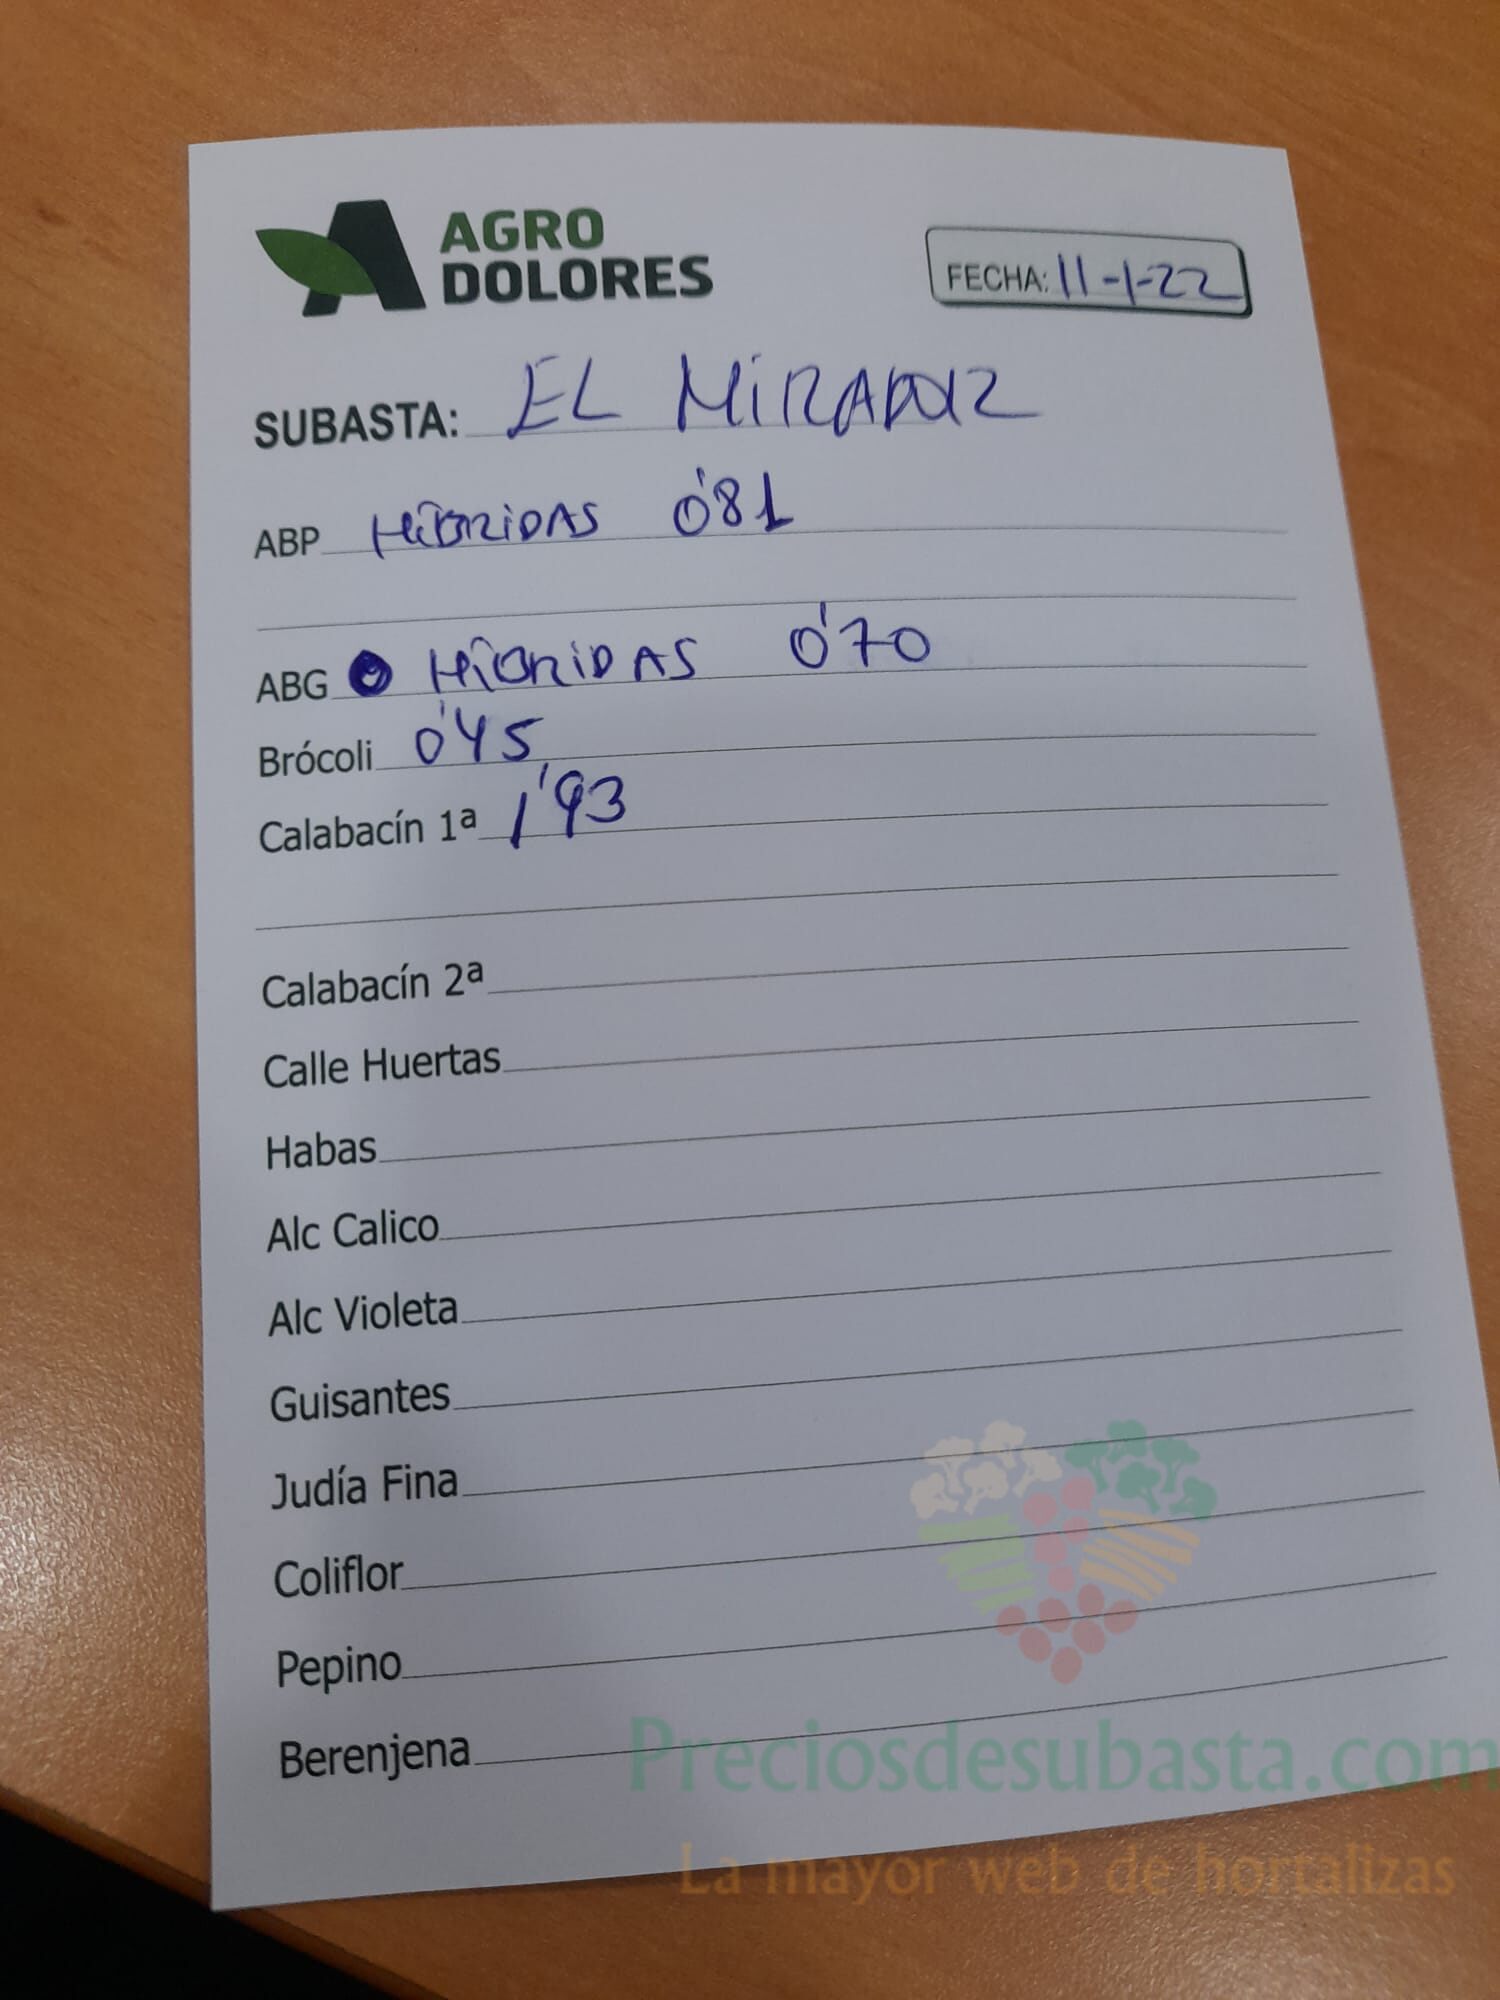 AGRO
DOLORES
FECHA: 11-1-22
SUBASTA: EL MIRADOR
ABP HíBRIDAS 0'81
ABG HíBRIDAS 0'70
Brócoli 0'45
Calabacín 1ª 1'93
Calabacín 2ª
Calle Huertas
Habas
Alc Calico
Alc Violeta
Guisantes
Judía Fina
Coliflor
Pepino
Berenjena
Preciosdesubasta.com
La mayor web de hortalizas